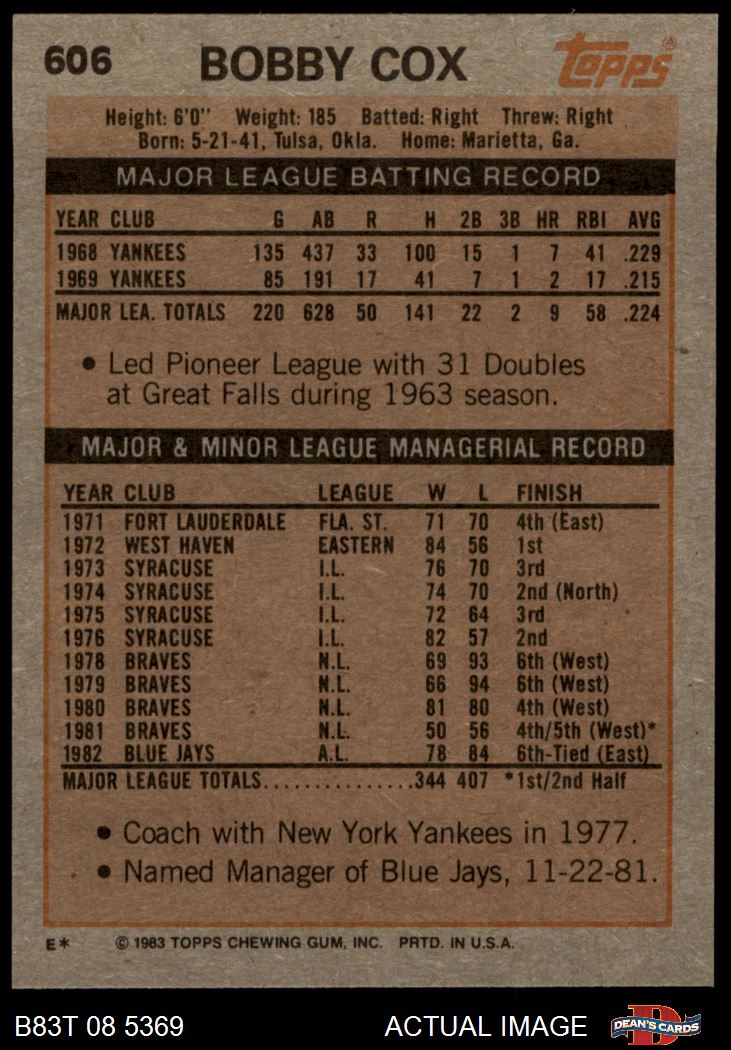 606 BOBBY COX Topps
Height: 6'0" Weight: 185 Batted: Right Threw: Right
Born: 5-21-41, Tulsa, Okla. Home: Marietta, Ga.
MAJOR LEAGUE BATTING RECORD
YEAR CLUB G AB R H 2B 3B HR RBI AVG
1968 YANKEES 135 437 33 100 15 1 7 41 .229
1969 YANKEES 85 191 17 41 7 1 2 17 .215
MAJOR LEA. TOTALS 220 628 50 141 22 2 9 58 .224
• Led Pioneer League with 31 Doubles
at Great Falls during 1963 season.
MAJOR & MINOR LEAGUE MANAGERIAL RECORD
YEAR CLUB LEAGUE W L FINISH
1971 FORT LAUDERDALE FLA. ST. 71 70 4th (East)
1972 WEST HAVEN EASTERN 84 56 1st
1973 SYRACUSE I.L. 76 70 3rd
1974 SYRACUSE I.L. 74 70 2nd (North)
1975 SYRACUSE I.L. 72 64 3rd
1976 SYRACUSE I.L. 82 57 2nd
1978 BRAVES N.L. 69 93 6th (West)
1979 BRAVES N.L. 66 94 6th (West)
1980 BRAVES N.L. 81 80 4th (West)
1981 BRAVES N.L. 50 56 4th/5th (West)*
1982 BLUE JAYS A.L. 78 84 6th-Tied (East)
MAJOR LEAGUE TOTALS...............344 407 *1st/2nd Half
• Coach with New York Yankees in 1977.
• Named Manager of Blue Jays, 11-22-81.
E* © 1983 TOPPS CHEWING GUM, INC. PRTD. IN U.S.A.
B83T 08 5369 ACTUAL IMAGE D DEAN'S CARDS